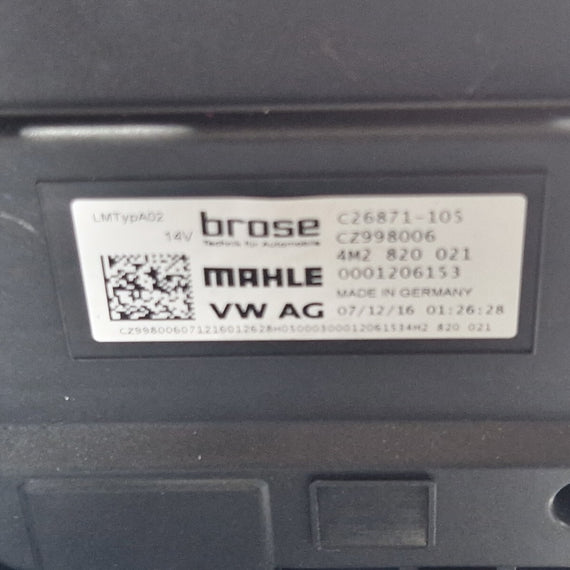 LMTypA02
14V
brose
Technik für Automobile
MAHLE
VW AG
C26871-105
CZ998006
4M2 820 021
0001206153
MADE IN GERMANY
07/12/16 01:26:28